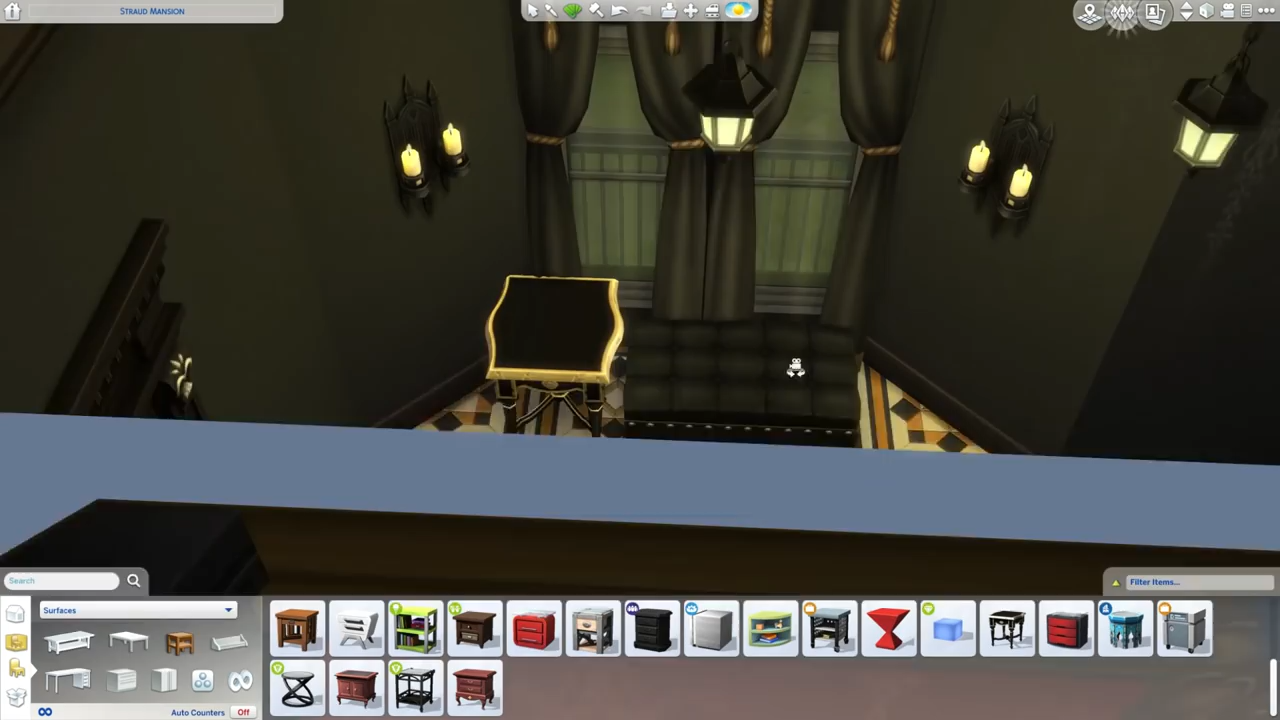 STRAUD MANSION
Search
Filter Items...
Surfaces
Auto Counters Off